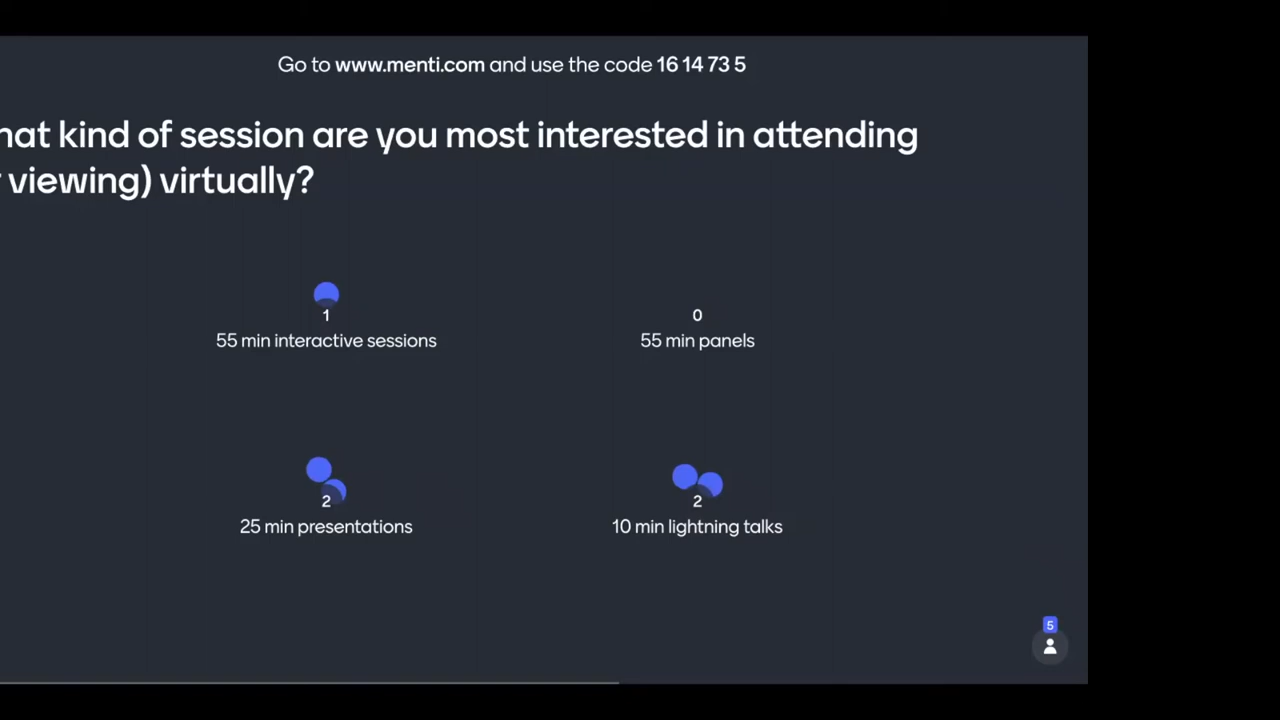 Go to www.menti.com and use the code 16 14 73 5
hat kind of session are you most interested in attending
viewing) virtually?
1
0
55 min interactive sessions
55 min panels
2
2
25 min presentations
10 min lightning talks
5